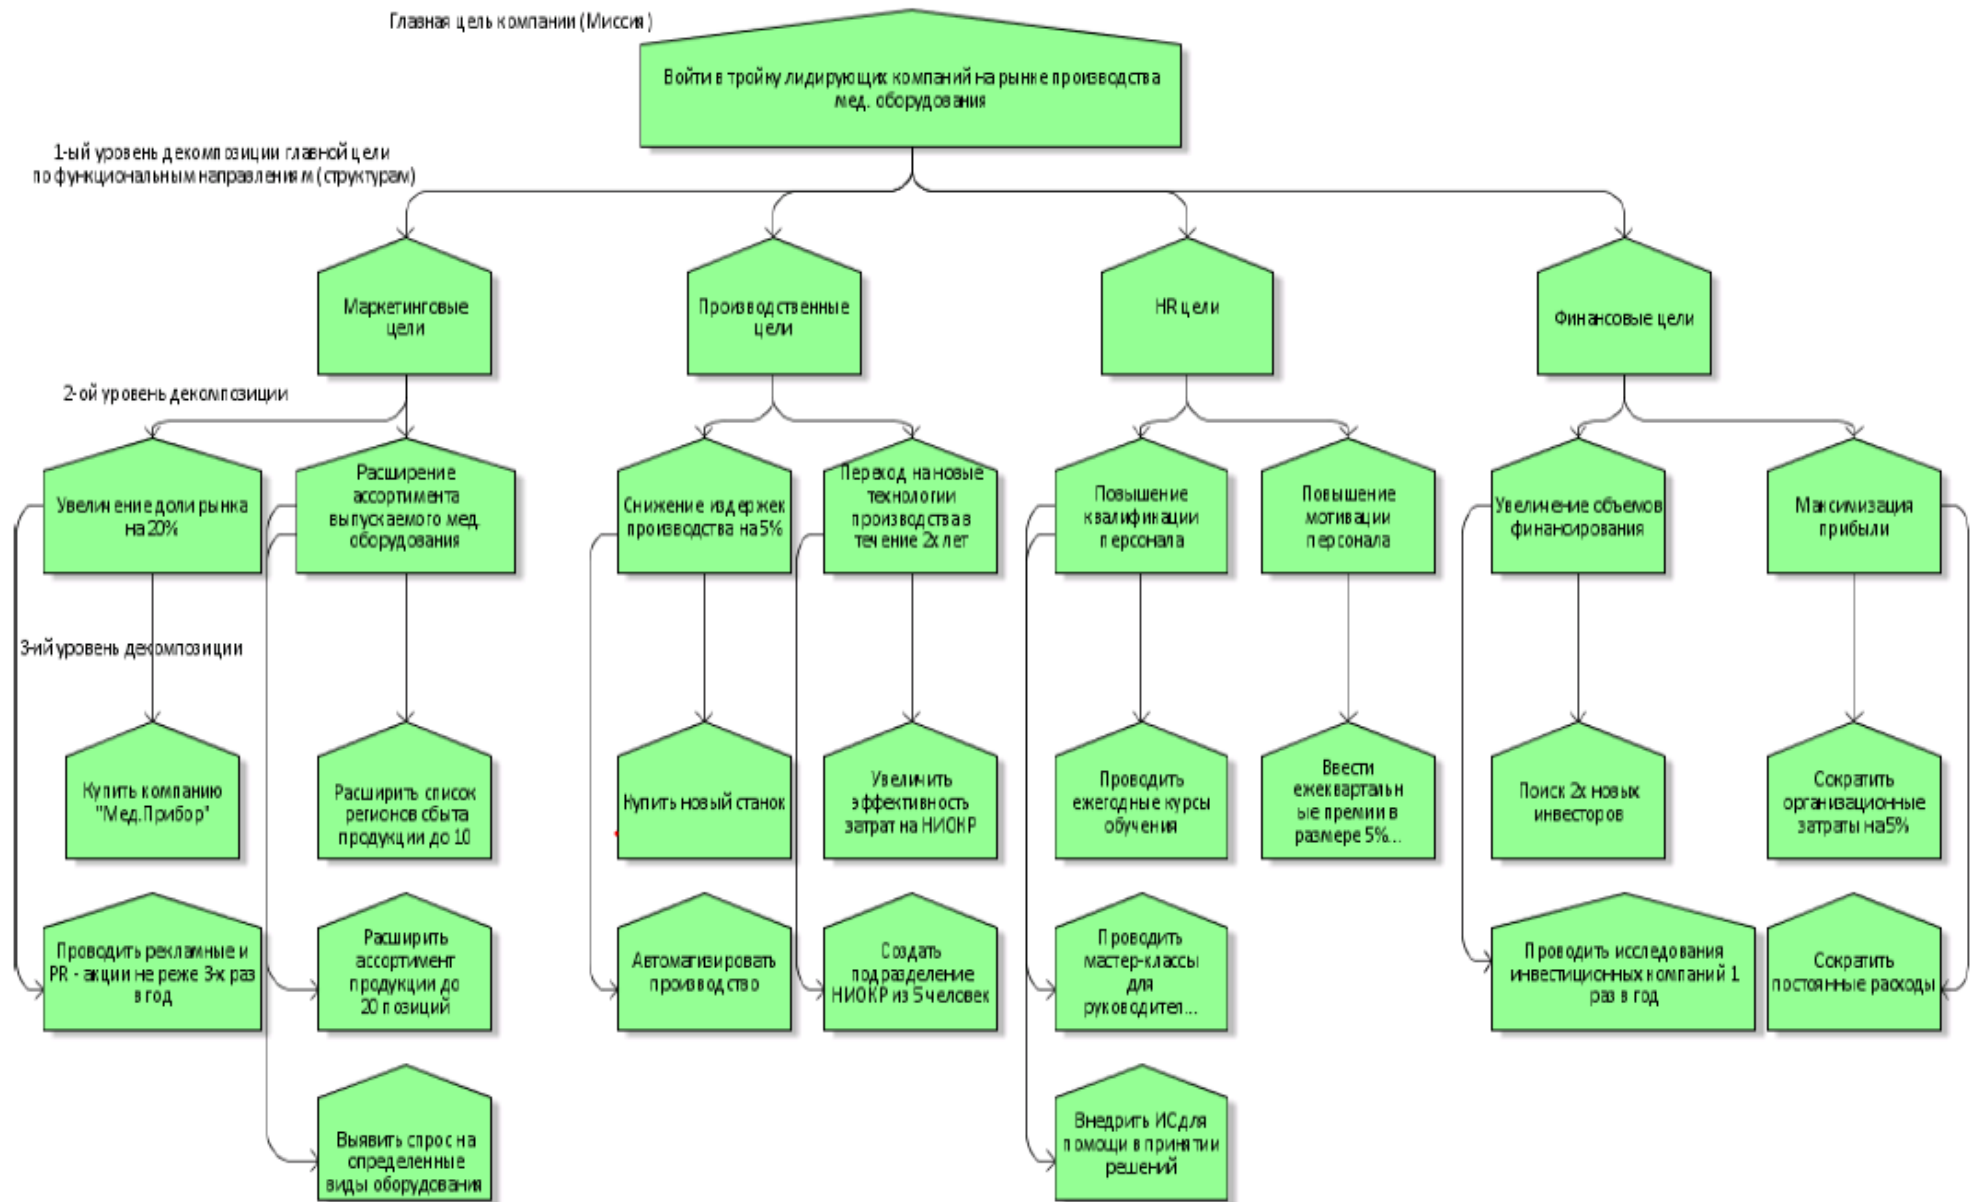 Главная цель компании (Миссия)
Войти в тройку лидирующих компаний на рынке производства
мед. оборудования
1-ый уровень декомпозиции главной цели
по функциональным направлениям (структурам)
Маркетинговые
цели
Производственные
цели
HR цели
Финансовые цели
2-ой уровень декомпозиции
Увеличение доли рынка
на 20%
Расширение
ассортимента
выпускаемого мед.
оборудования
Снижение издержек
производства на 5%
Переход на новые
технологии
производства в
течение 2х лет
Повышение
квалификации
персонала
Повышение
мотивации
персонала
Увеличение объемов
финансирования
Максимизация
прибыли
3-ий уровень декомпозиции
Купить компанию
"Мед.Прибор"
Расширить список
регионов сбыта
продукции до 10
Купить новый станок
Увеличить
эффективность
затрат на НИОКР
Проводить
ежегодные курсы
обучения
Ввести
ежеквартальн
ые премии в
размере 5%...
Поиск 2х новых
инвесторов
Сократить
организационные
затраты на 5%
Проводить рекламные и
PR - акции не реже 3-х раз
в год
Расширить
ассортимент
продукции до
20 позиций
Автоматизировать
производство
Создать
подразделение
НИОКР из 5 человек
Проводить
мастер-классы
для
руководител...
Проводить исследования
инвестиционных компаний 1
раз в год
Сократить
постоянные расходы
Выявить спрос на
определенные
виды оборудования
Внедрить ИС для
помощи в принятии
решений